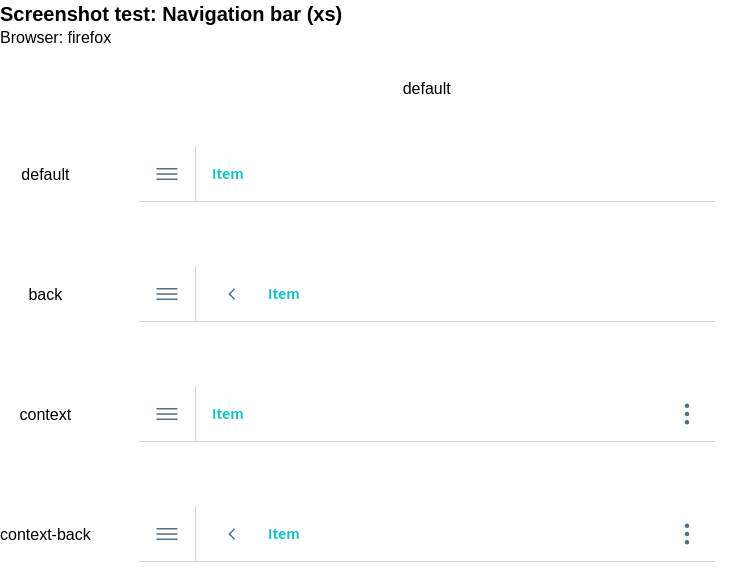 Screenshot test: Navigation bar (xs)
Browser: firefox
default
default Item
back Item
context Item
context-back Item